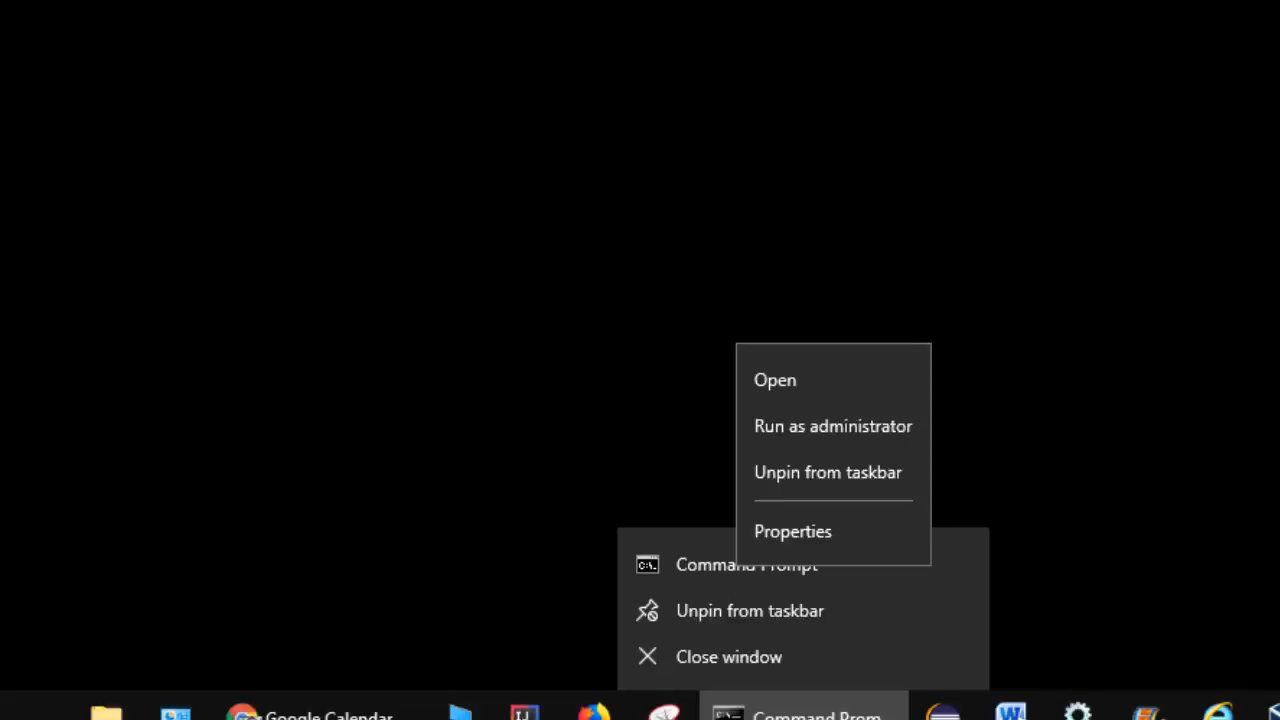 Open
Run as administrator
Unpin from taskbar
Properties
Command Prompt
Unpin from taskbar
Close window
Google Calendar
Command Prom